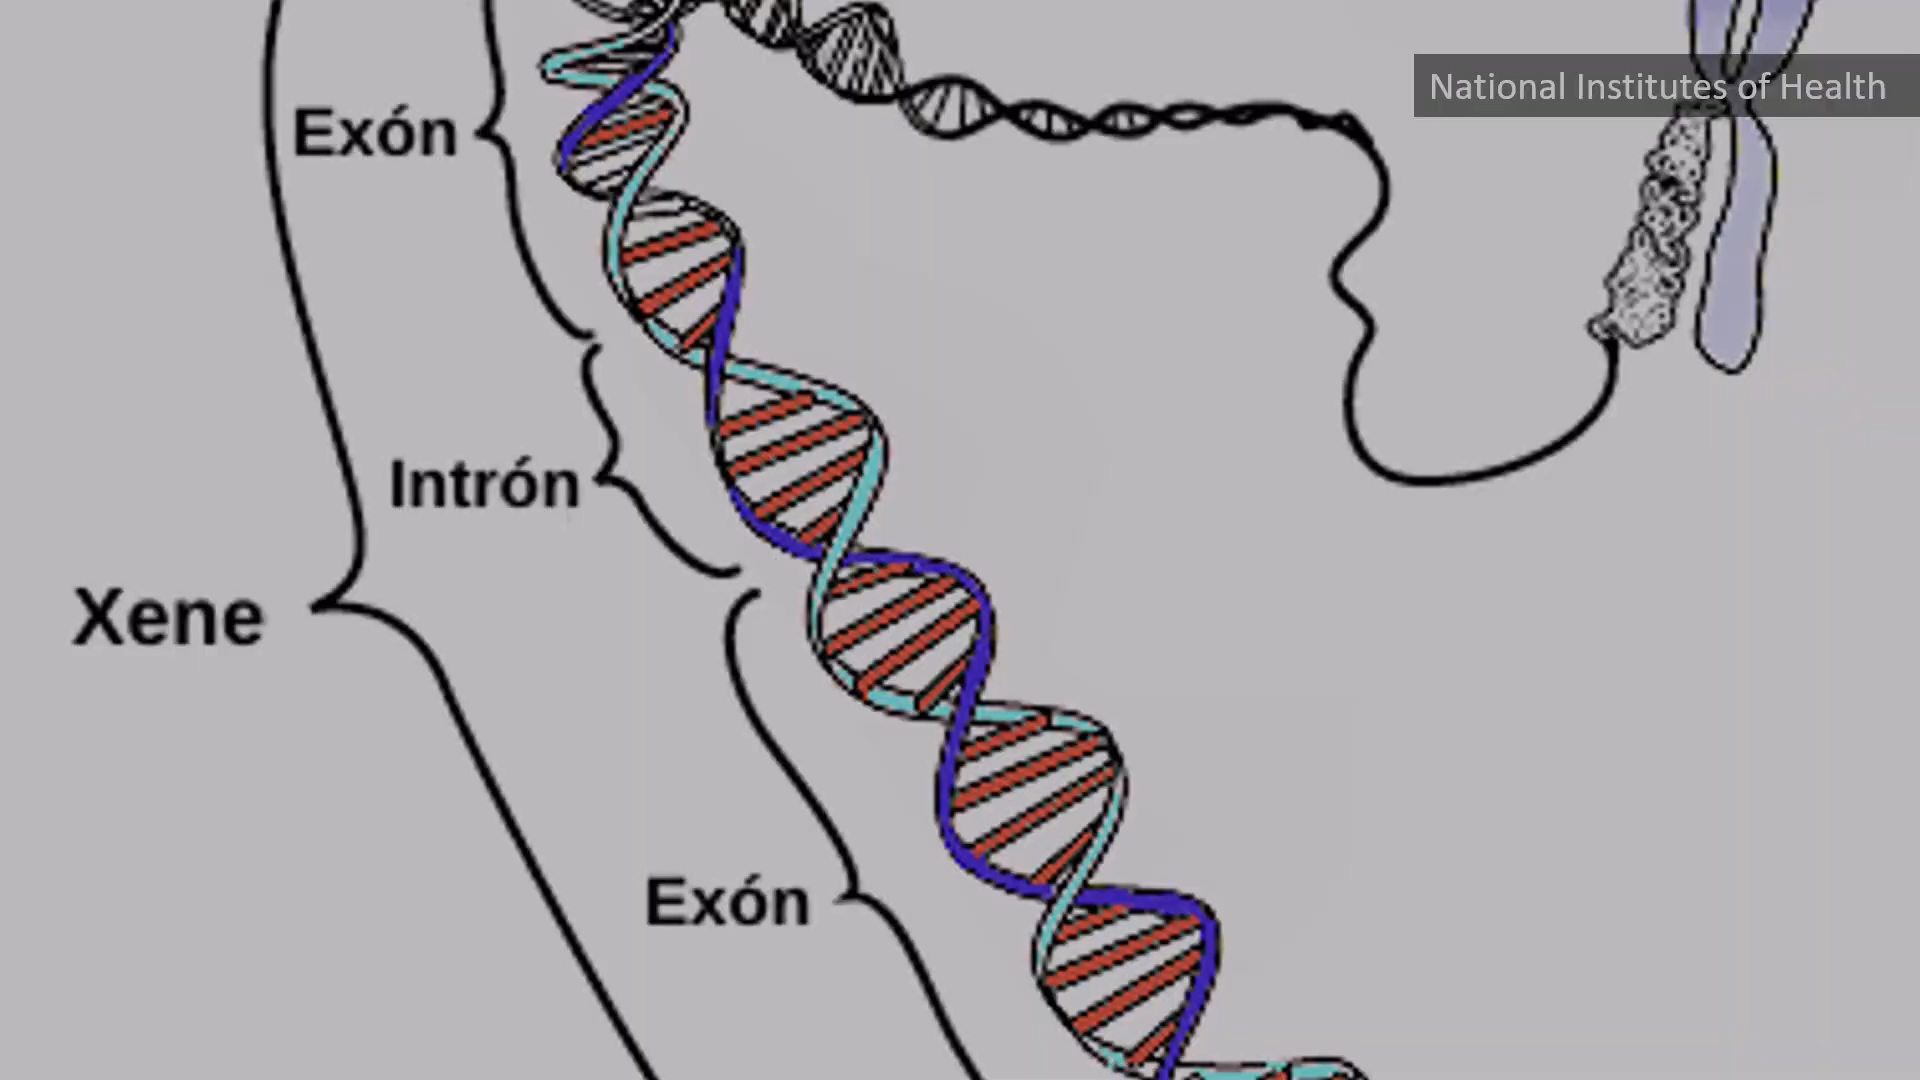 National Institutes of Health
Exón
Intrón
Xene
Exón